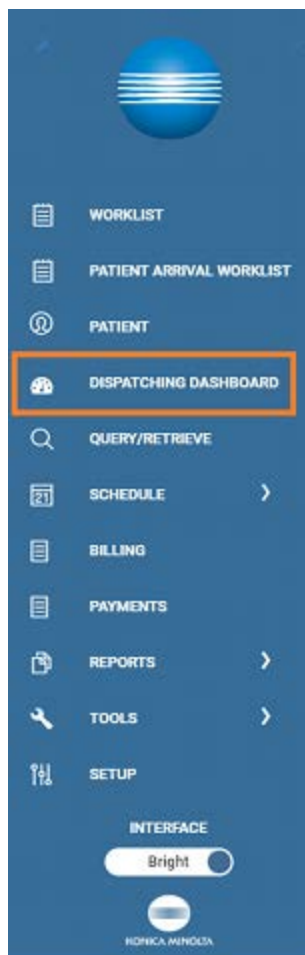 WORKLIST
PATIENT ARRIVAL WORKLIST
PATIENT
DISPATCHING DASHBOARD
QUERY/RETRIEVE
21
SCHEDULE
BILLING
PAYMENTS
REPORTS
TOOLS
SETUP
INTERFACE
Bright
KONICA MINOLTA